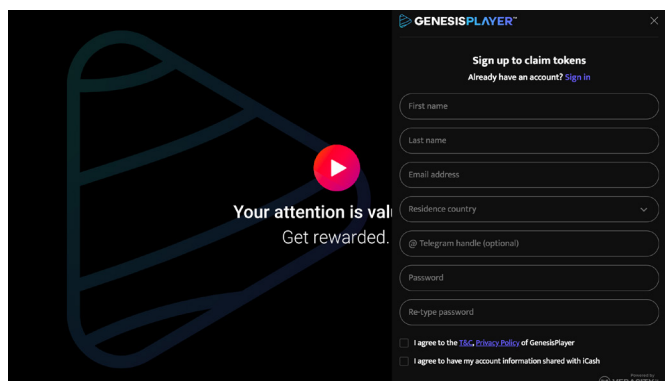 GENESISPLAYER™
Sign up to claim tokens
Already have an account? Sign in
First name
Last name
Email address
Your attention is val
Residence country
Get rewarded.
@ Telegram handle (optional)
Password
Re-type password
I agree to the T&C, Privacy Policy of GenesisPlayer
I agree to have my account information shared with iCash
Powered by